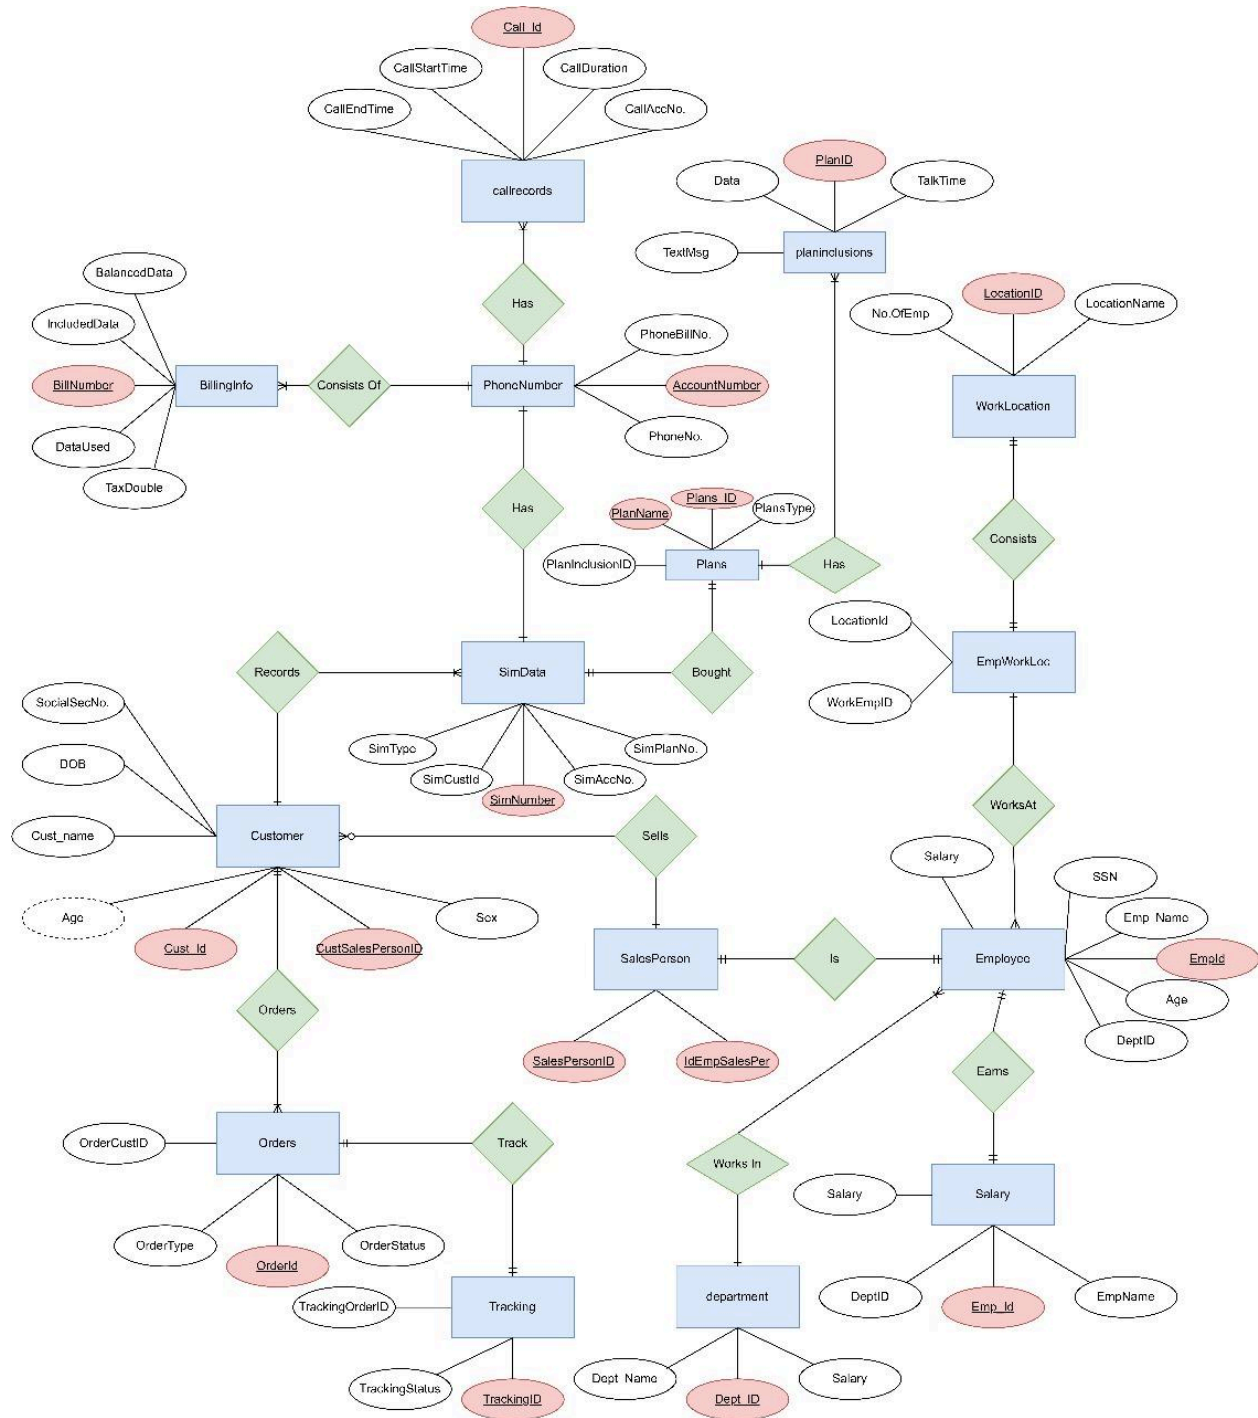 Call_Id
CallStartTime
CallDuration
CallEndTime
CallAccNo.
callrecords
PlanID
Data
TalkTime
TextMsg
planinclusions
Has
BalancedData
IncludedData
BillNumber
DataUsed
TaxDouble
BillingInfo
Consists Of
PhoneNumber
PhoneBillNo.
AccountNumber
PhoneNo.
LocationID
No.OfEmp
LocationName
WorkLocation
Has
Plans_ID
PlanName
PlansType
PlanInclusionID
Plans
Has
Consists
LocationId
EmpWorkLoc
WorkEmpID
Records
SimData
Bought
SimType
SimPlanNo.
SimCustId
SimAccNo.
SimNumber
SocialSecNo.
DOB
Cust_name
Customer
Age
Cust_Id
CustSalesPersonID
Sex
Sells
WorksAt
Salary
SSN
Emp_Name
EmpId
Age
DeptID
Employee
SalesPerson
Is
SalesPersonID
IdEmpSalesPer
Orders
Earns
OrderCustID
Orders
Track
Works In
OrderType
OrderStatus
OrderId
Salary
Salary
DeptID
Emp_Id
EmpName
TrackingOrderID
Tracking
TrackingStatus
TrackingID
department
Dept_Name
Dept_ID
Salary